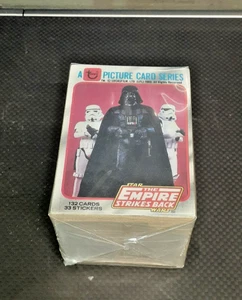 A PICTURE CARD SERIES
STAR
THE
EMPIRE
STRIKES BACK
WARS
132 CARDS
33 STICKERS